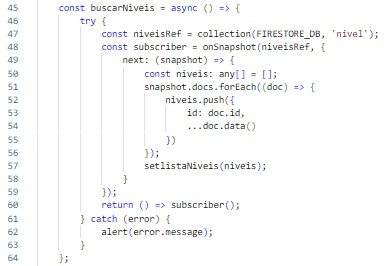 45 const buscarNiveis = async () => {
46 try {
47 const niveisRef = collection(FIRESTORE_DB, 'nivel');
48 const subscriber = onSnapshot(niveisRef, {
49 next: (snapshot) => {
50 const niveis: any[] = [];
51 snapshot.docs.forEach((doc) => {
52 niveis.push({
53 id: doc.id,
54 ...doc.data()
55 })
56 });
57 setlistaNiveis(niveis);
58 }
59 });
60 return () => subscriber();
61 } catch (error) {
62 alert(error.message);
63 }
64 };